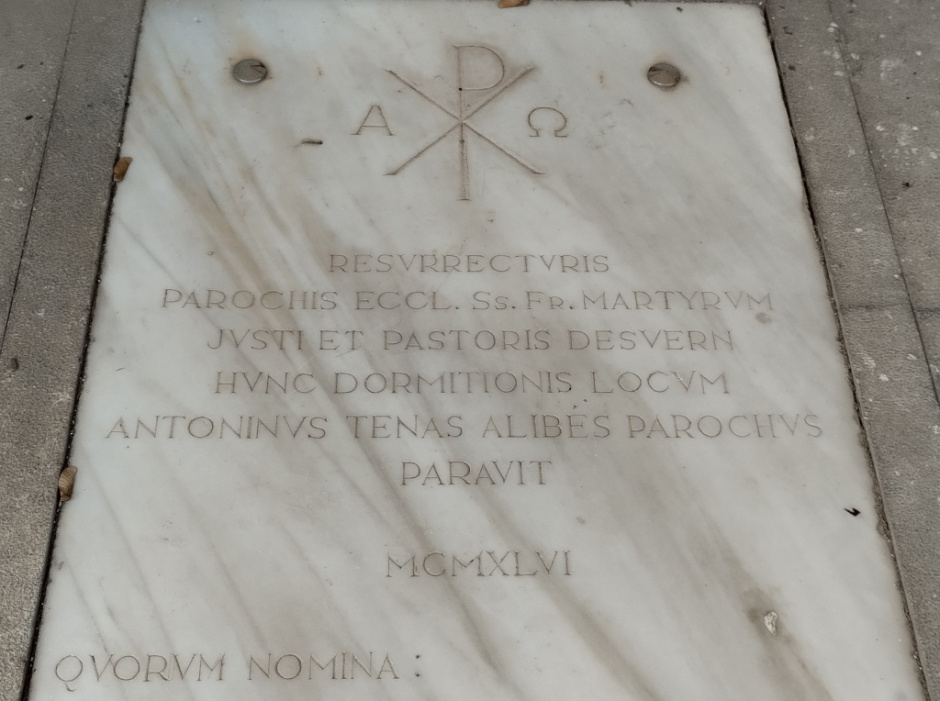 Α ☧ Ω
RESVRRECTVRIS
PAROCHIS ECCL. Ss. Fr. MARTYRVM
JVSTI ET PASTORIS DESVERN
HVNC DORMITIONIS LOCVM
ANTONINVS TENAS ALIBÉS PAROCHVS
PARAVIT
MCMXLVI
QVORVM NOMINA: